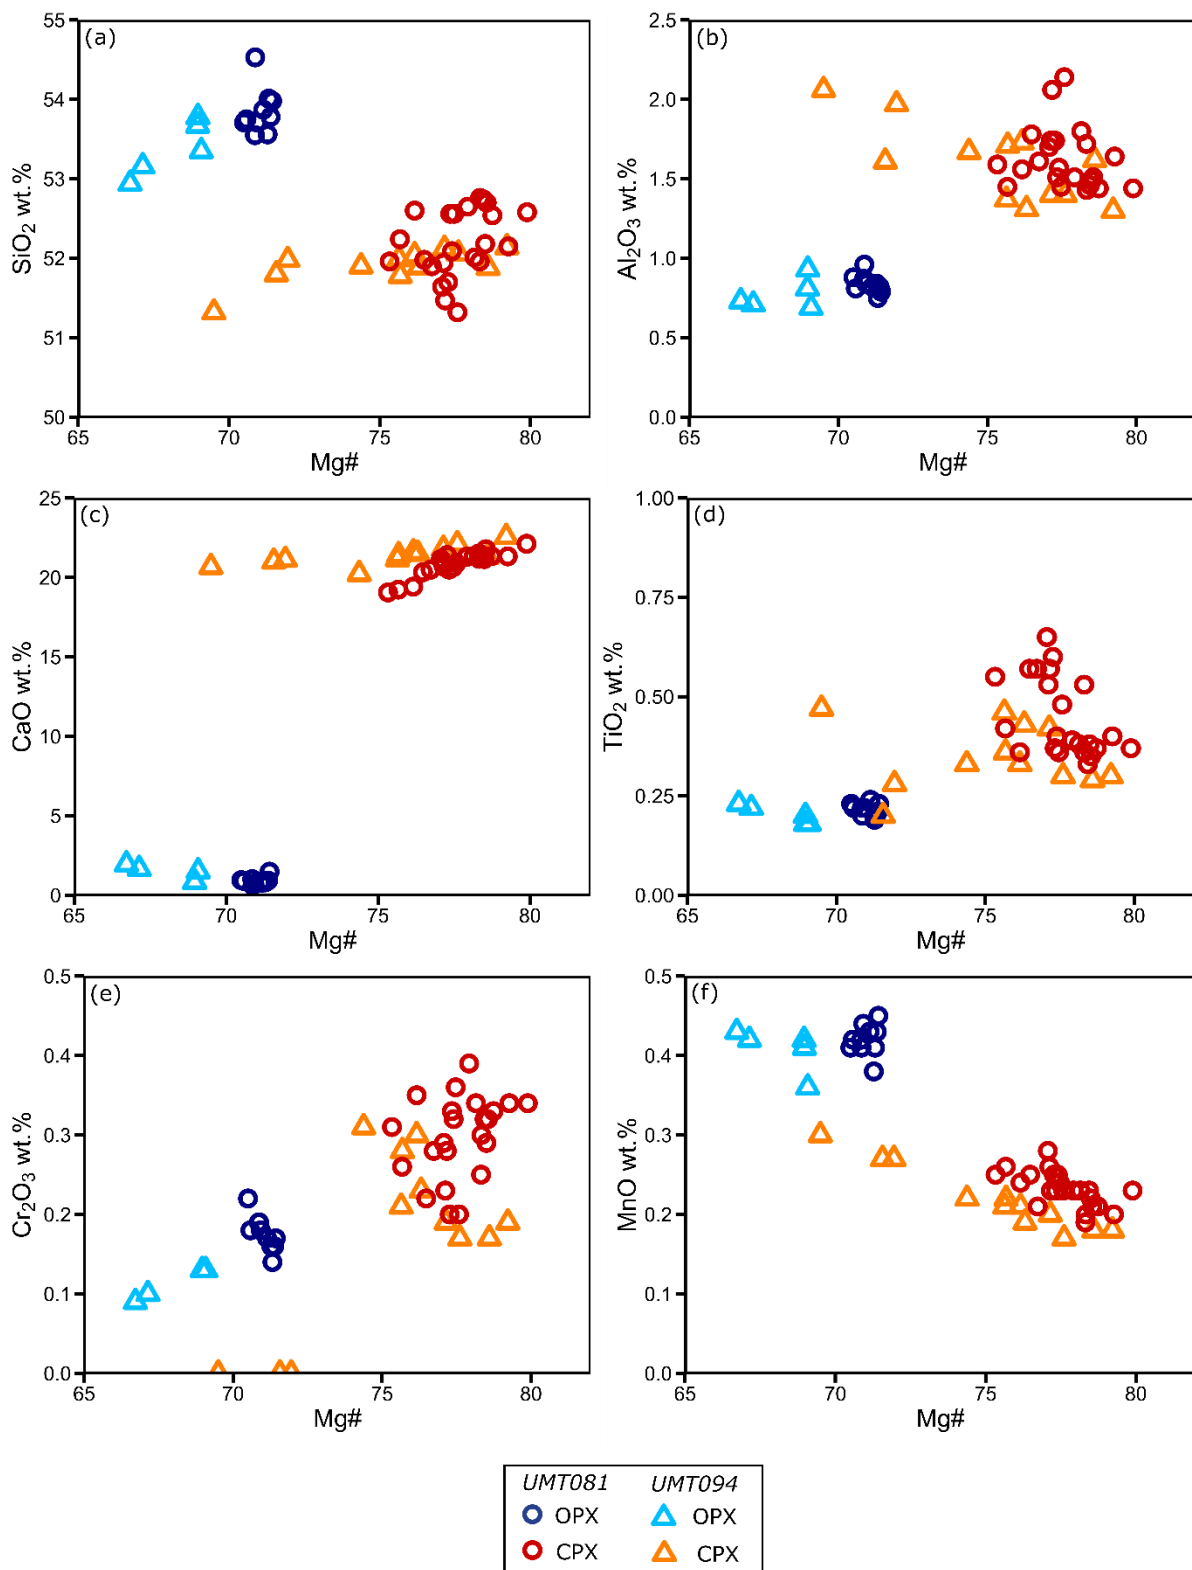 (a)
55
54
53
52
51
50
SiO₂ wt.%
65 70 75 80
Mg#
(b)
2.5
2.0
1.5
1.0
0.5
0.0
Al₂O₃ wt.%
65 70 75 80
Mg#
(c)
25
20
15
10
5
0
CaO wt.%
65 70 75 80
Mg#
(d)
1.00
0.75
0.50
0.25
0.00
TiO₂ wt.%
65 70 75 80
Mg#
(e)
0.5
0.4
0.3
0.2
0.1
0.0
Cr₂O₃ wt.%
65 70 75 80
Mg#
(f)
0.5
0.4
0.3
0.2
0.1
0.0
MnO wt.%
65 70 75 80
Mg#
UMT081 UMT094
OPX OPX
CPX CPX